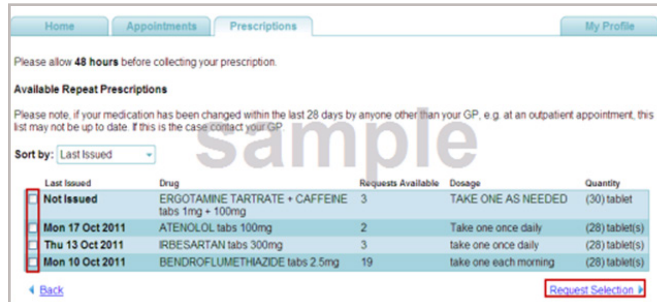 Home Appointments Prescriptions My Profile
Please allow 48 hours before collecting your prescription.
Available Repeat Prescriptions
Please note, if your medication has been changed within the last 28 days by anyone other than your GP, e.g. at an outpatient appointment, this
list may not be up to date. If this is the case contact your GP.
sample
Sort by: Last Issued
Last Issued Drug Requests Available Dosage Quantity
Not Issued ERGOTAMINE TARTRATE + CAFFEINE 3 TAKE ONE AS NEEDED (30) tablet
tabs 1mg + 100mg
Mon 17 Oct 2011 ATENOLOL tabs 100mg 2 Take one once daily (28) tablet(s)
Thu 13 Oct 2011 IRBESARTAN tabs 300mg 3 take one once daily (28) tablet(s)
Mon 10 Oct 2011 BENDROFLUMETHIAZIDE tabs 2.5mg 19 take one each morning (28) tablet(s)
Back Request Selection